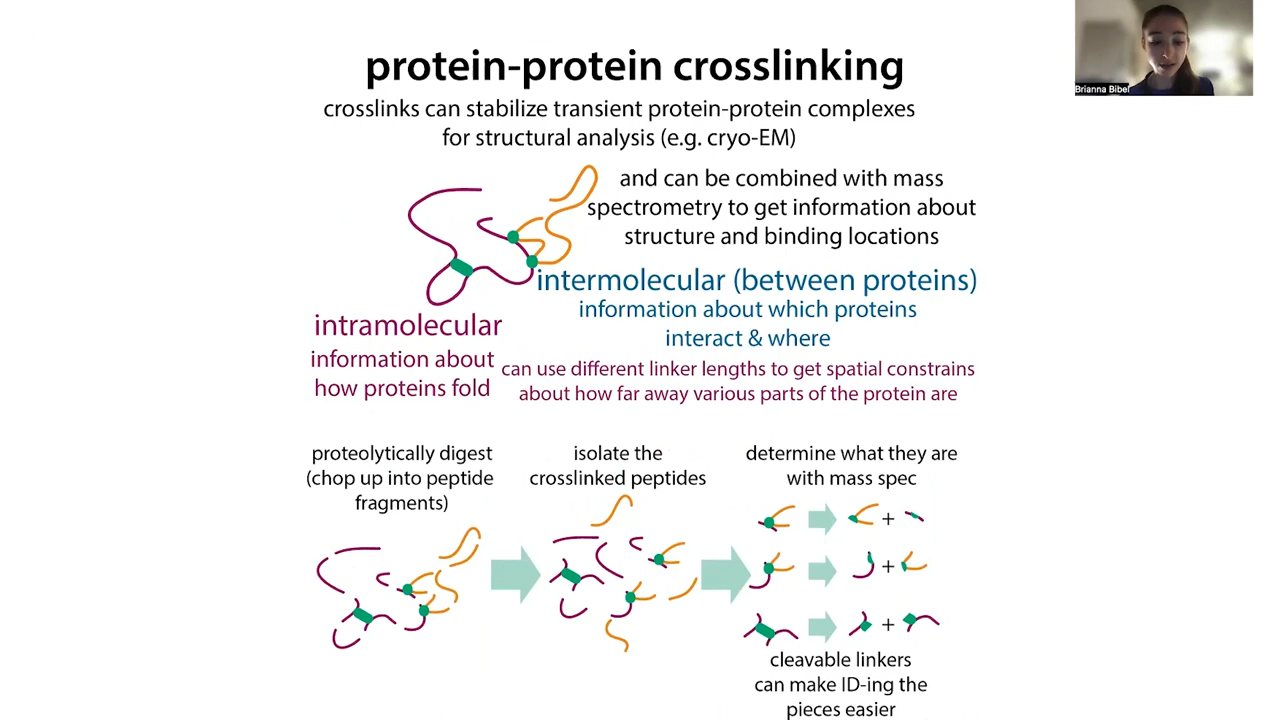 protein-protein crosslinking
crosslinks can stabilize transient protein-protein complexes
for structural analysis (e.g. cryo-EM)
and can be combined with mass
spectrometry to get information about
structure and binding locations
intermolecular (between proteins)
information about which proteins
interact & where
intramolecular
information about
how proteins fold
can use different linker lengths to get spatial constrains
about how far away various parts of the protein are
proteolytically digest
(chop up into peptide
fragments)
isolate the
crosslinked peptides
determine what they are
with mass spec
+
+
+
cleavable linkers
can make ID-ing the
pieces easier
Brianna Bibel